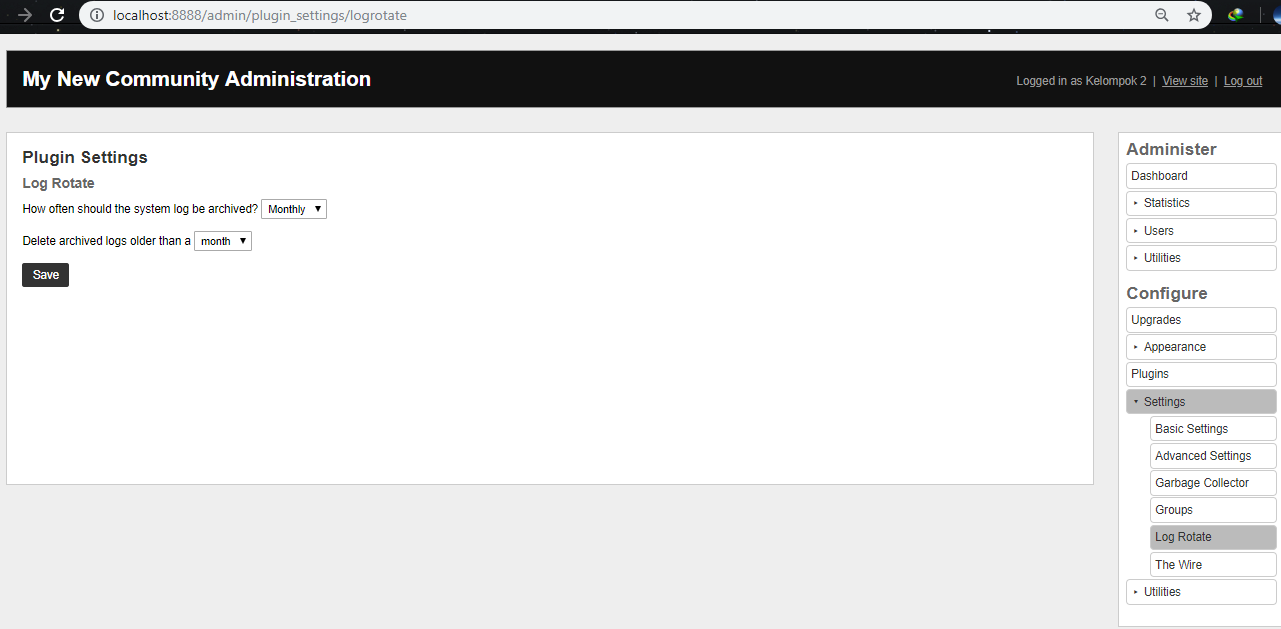 localhost:8888/admin/plugin_settings/logrotate
My New Community Administration
Logged in as Kelompok 2 | View site | Log out
Plugin Settings
Log Rotate
How often should the system log be archived? Monthly
Delete archived logs older than a month
Save
Administer
Dashboard
Statistics
Users
Utilities
Configure
Upgrades
Appearance
Plugins
Settings
Basic Settings
Advanced Settings
Garbage Collector
Groups
Log Rotate
The Wire
Utilities